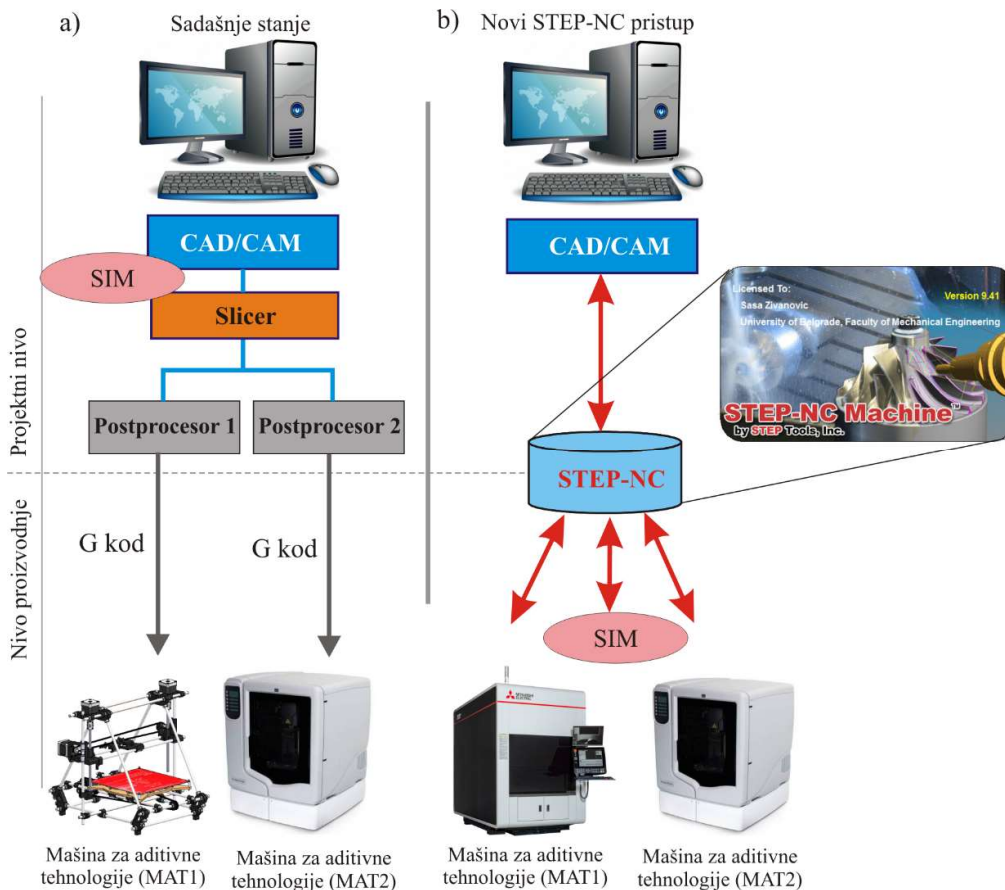 a)
Sadašnje stanje
b)
Novi STEP-NC pristup
Projektni nivo
Nivo proizvodnje
CAD/CAM
SIM
Slicer
Postprocesor 1
Postprocesor 2
G kod
G kod
Mašina za aditivne
tehnologije (MAT1)
Mašina za aditivne
tehnologije (MAT2)
CAD/CAM
Licensed To:
Version 9.41
Sasa Zivanovic
University of Belgrade, Faculty of Mechanical Engineering
STEP-NC Machine™
by STEP Tools, Inc.
STEP-NC
SIM
MITSUBISHI
ELECTRIC
Mašina za aditivne
tehnologije (MAT1)
Mašina za aditivne
tehnologije (MAT2)